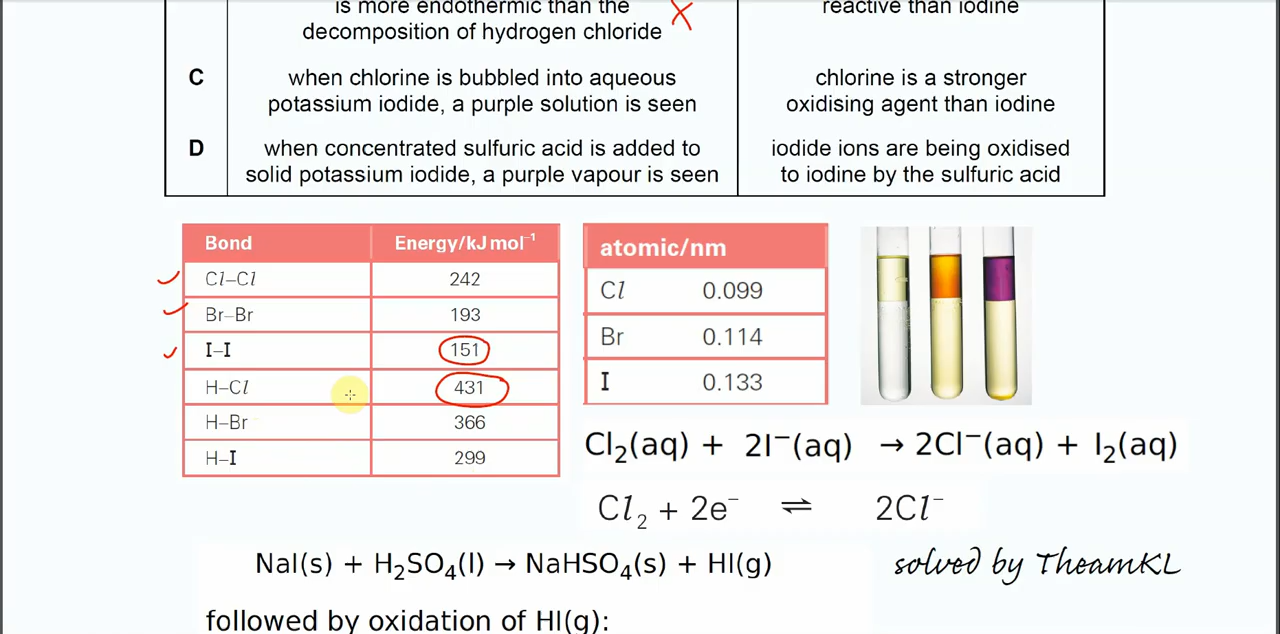 is more endothermic than the
decomposition of hydrogen chloride
reactive than iodine
C
when chlorine is bubbled into aqueous
potassium iodide, a purple solution is seen
chlorine is a stronger
oxidising agent than iodine
D
when concentrated sulfuric acid is added to
solid potassium iodide, a purple vapour is seen
iodide ions are being oxidised
to iodine by the sulfuric acid
Bond Energy/kJ mol⁻¹
Cl–Cl 242
Br–Br 193
I–I 151
H–Cl 431
H–Br 366
H–I 299
atomic/nm
Cl 0.099
Br 0.114
I 0.133
Cl₂(aq) + 2I⁻(aq) → 2Cl⁻(aq) + I₂(aq)
Cl₂ + 2e⁻ ⇌ 2Cl⁻
NaI(s) + H₂SO₄(l) → NaHSO₄(s) + HI(g)
solved by TheamKL
followed by oxidation of HI(g):